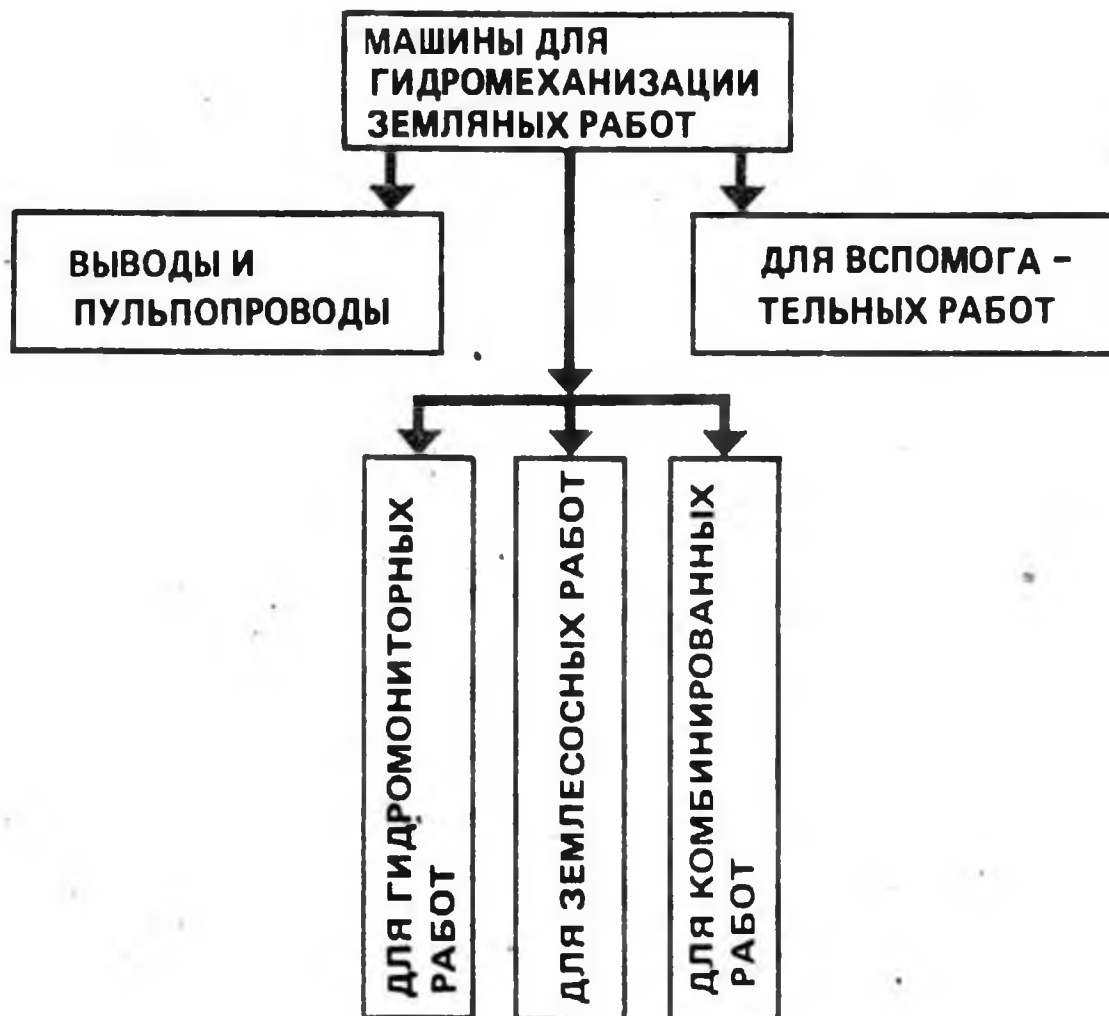 МАШИНЫ ДЛЯ
ГИДРОМЕХАНИЗАЦИИ
ЗЕМЛЯНЫХ РАБОТ
ВЫВОДЫ И
ПУЛЬПОПРОВОДЫ
ДЛЯ ВСПОМОГА -
ТЕЛЬНЫХ РАБОТ
ДЛЯ ГИДРОМОНИТОРНЫХ
РАБОТ
ДЛЯ ЗЕМЛЕСОСНЫХ РАБОТ
ДЛЯ КОМБИНИРОВАННЫХ
РАБОТ